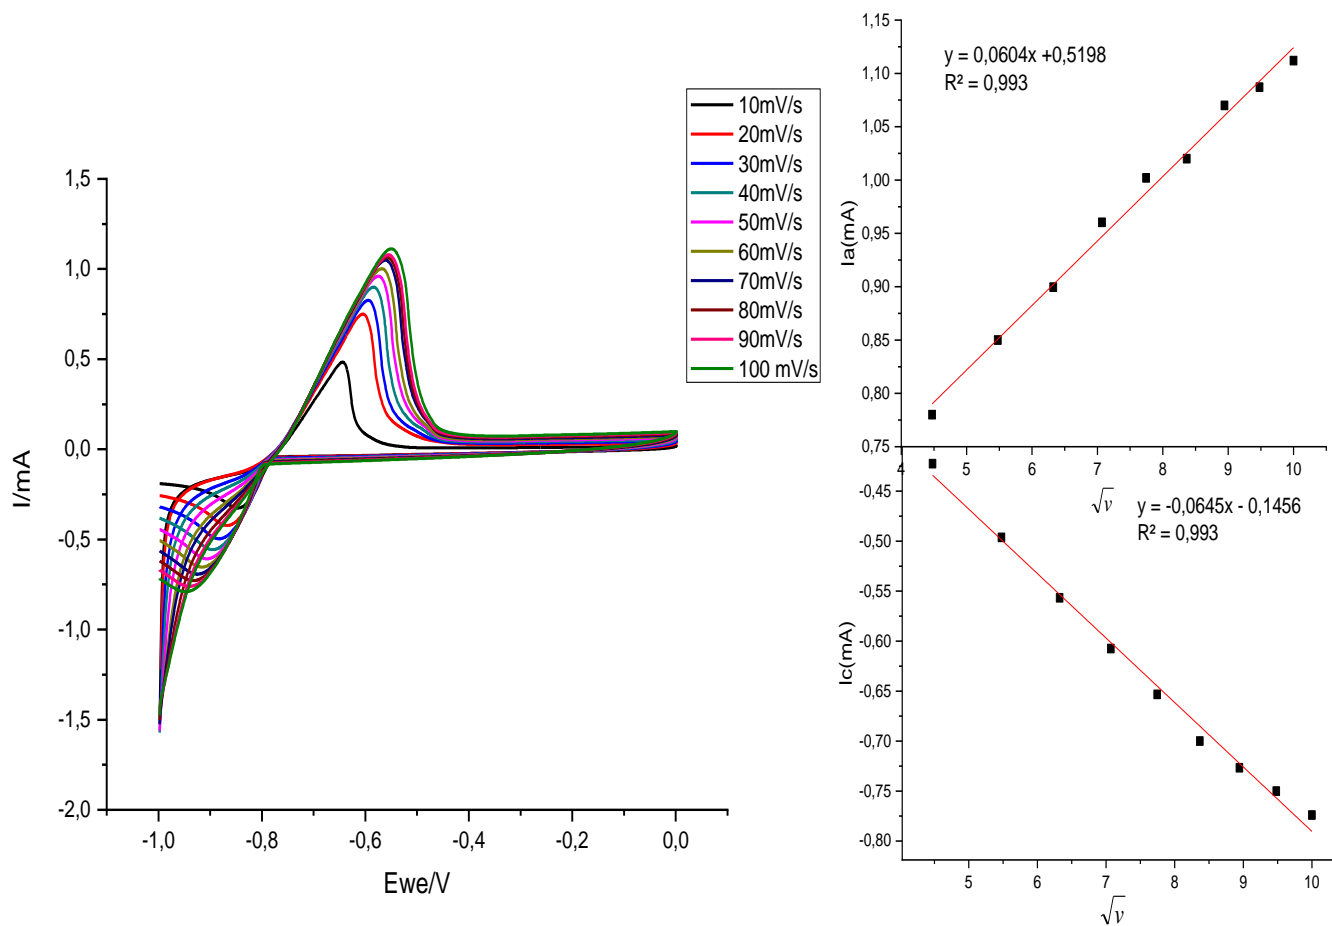 10mV/s
20mV/s
30mV/s
40mV/s
50mV/s
60mV/s
70mV/s
80mV/s
90mV/s
100 mV/s
1,5
1,0
0,5
0,0
-0,5
-1,0
-1,5
-2,0
I/mA
-1,0 -0,8 -0,6 -0,4 -0,2 0,0
Ewe/V
1,15
1,10
1,05
1,00
0,95
0,90
0,85
0,80
0,75
Ia(mA)
y = 0,0604x +0,5198
R² = 0,993
4 5 6 7 8 9 10
√v
-0,45
-0,50
-0,55
-0,60
-0,65
-0,70
-0,75
-0,80
Ic(mA)
y = -0,0645x - 0,1456
R² = 0,993
5 6 7 8 9 10
√v